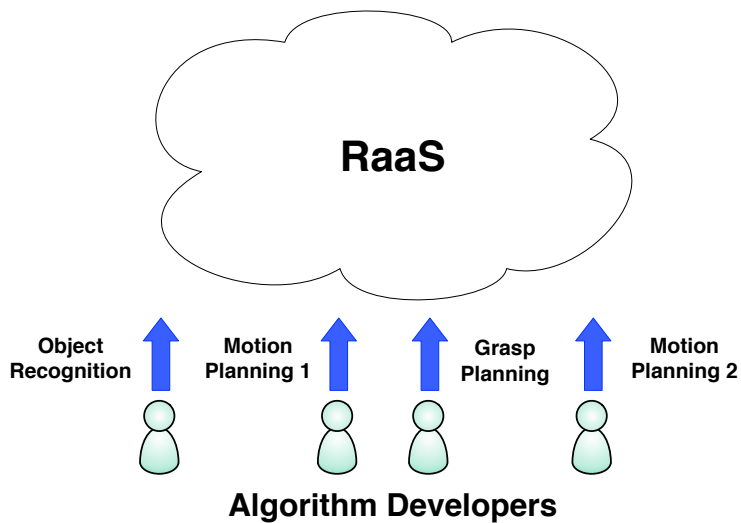 RaaS
Object
Recognition
Motion
Planning 1
Grasp
Planning
Motion
Planning 2
Algorithm Developers